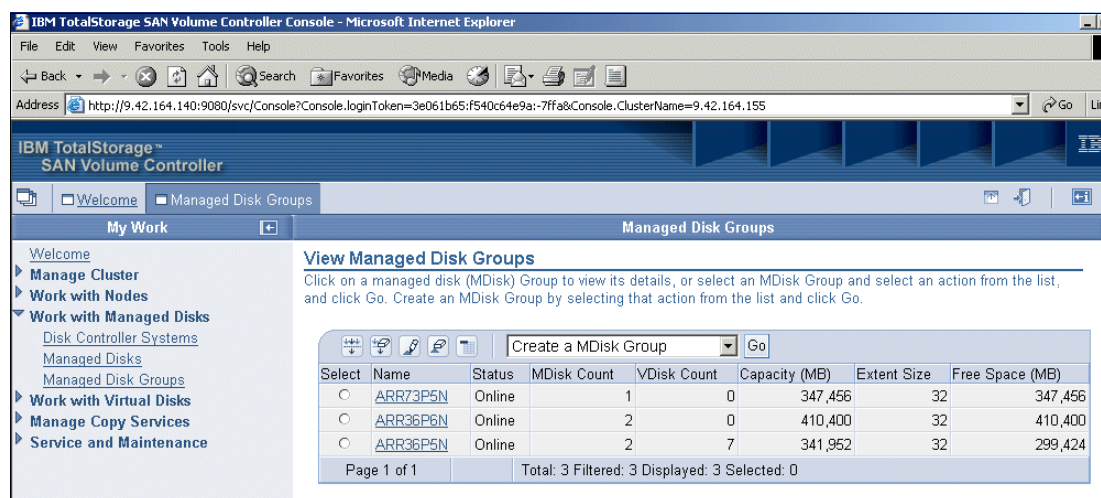 IBM TotalStorage SAN Volume Controller Console - Microsoft Internet Explorer
File Edit View Favorites Tools Help
Back Search Favorites Media
Address http://9.42.164.140:9080/svc/Console?Console.loginToken=3e061b65:f540c64e9a:-7ffa&Console.ClusterName=9.42.164.155 Go Li
IBM TotalStorage™
SAN Volume Controller
Welcome Managed Disk Groups
My Work Managed Disk Groups
Welcome
Manage Cluster
Work with Nodes
Work with Managed Disks
Disk Controller Systems
Managed Disks
Managed Disk Groups
Work with Virtual Disks
Manage Copy Services
Service and Maintenance
View Managed Disk Groups
Click on a managed disk (MDisk) Group to view its details, or select an MDisk Group and select an action from the list,
and click Go. Create an MDisk Group by selecting that action from the list and click Go.
Create a MDisk Group Go
Select Name Status MDisk Count VDisk Count Capacity (MB) Extent Size Free Space (MB)
ARR73P5N Online 1 0 347,456 32 347,456
ARR36P6N Online 2 0 410,400 32 410,400
ARR36P5N Online 2 7 341,952 32 299,424
Page 1 of 1 Total: 3 Filtered: 3 Displayed: 3 Selected: 0